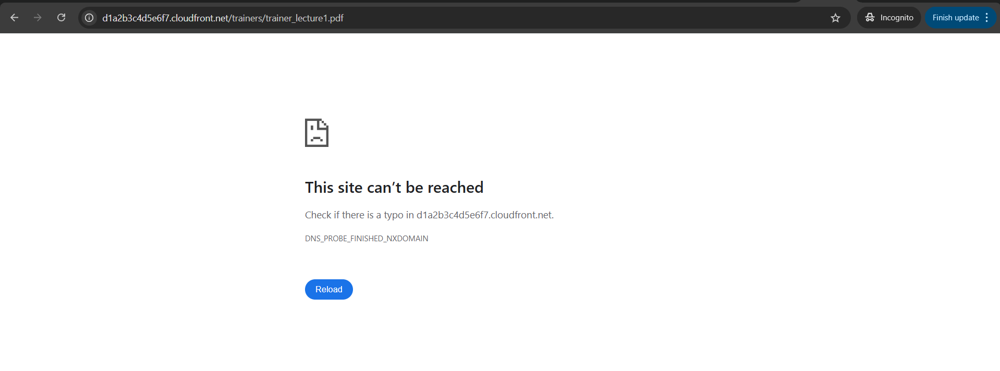 d1a2b3c4d5e6f7.cloudfront.net/trainers/trainer_lecture1.pdf
Incognito
Finish update
This site can’t be reached
Check if there is a typo in d1a2b3c4d5e6f7.cloudfront.net.
DNS_PROBE_FINISHED_NXDOMAIN
Reload